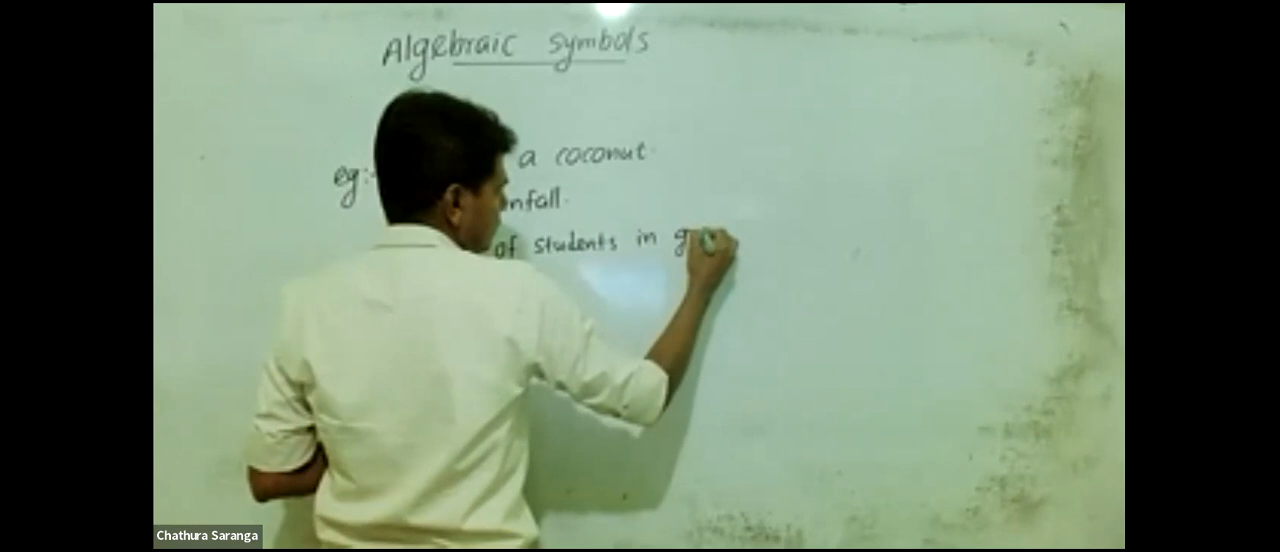 Algebraic symbols
eg:- a coconut.
nfall.
of students in g
Chathura Saranga